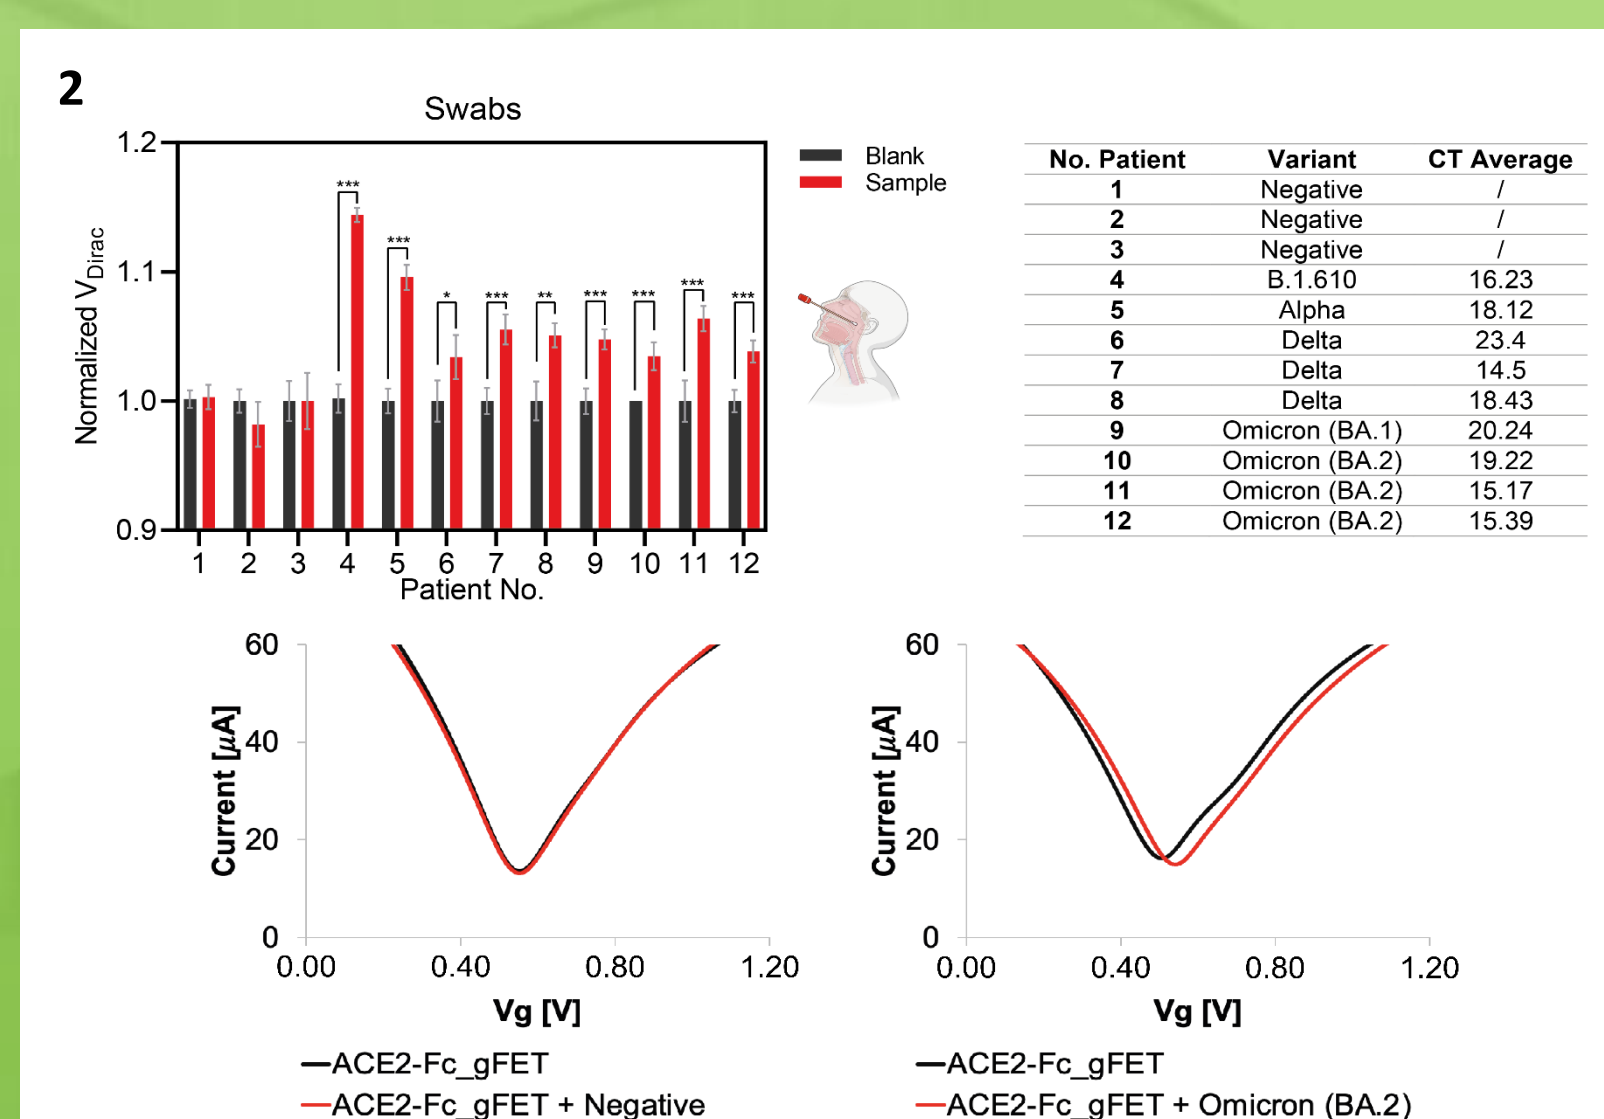 2
Swabs
Normalized V_Dirac
1.2
1.1
1.0
0.9
***
***
*
***
**
***
***
***
***
1 2 3 4 5 6 7 8 9 10 11 12
Patient No.
Blank
Sample
No. Patient Variant CT Average
1 Negative /
2 Negative /
3 Negative /
4 B.1.610 16.23
5 Alpha 18.12
6 Delta 23.4
7 Delta 14.5
8 Delta 18.43
9 Omicron (BA.1) 20.24
10 Omicron (BA.2) 19.22
11 Omicron (BA.2) 15.17
12 Omicron (BA.2) 15.39
Current [μA]
60
40
20
0
0.00 0.40 0.80 1.20
Vg [V]
ACE2-Fc_gFET
ACE2-Fc_gFET + Negative
Current [μA]
60
40
20
0
0.00 0.40 0.80 1.20
Vg [V]
ACE2-Fc_gFET
ACE2-Fc_gFET + Omicron (BA.2)